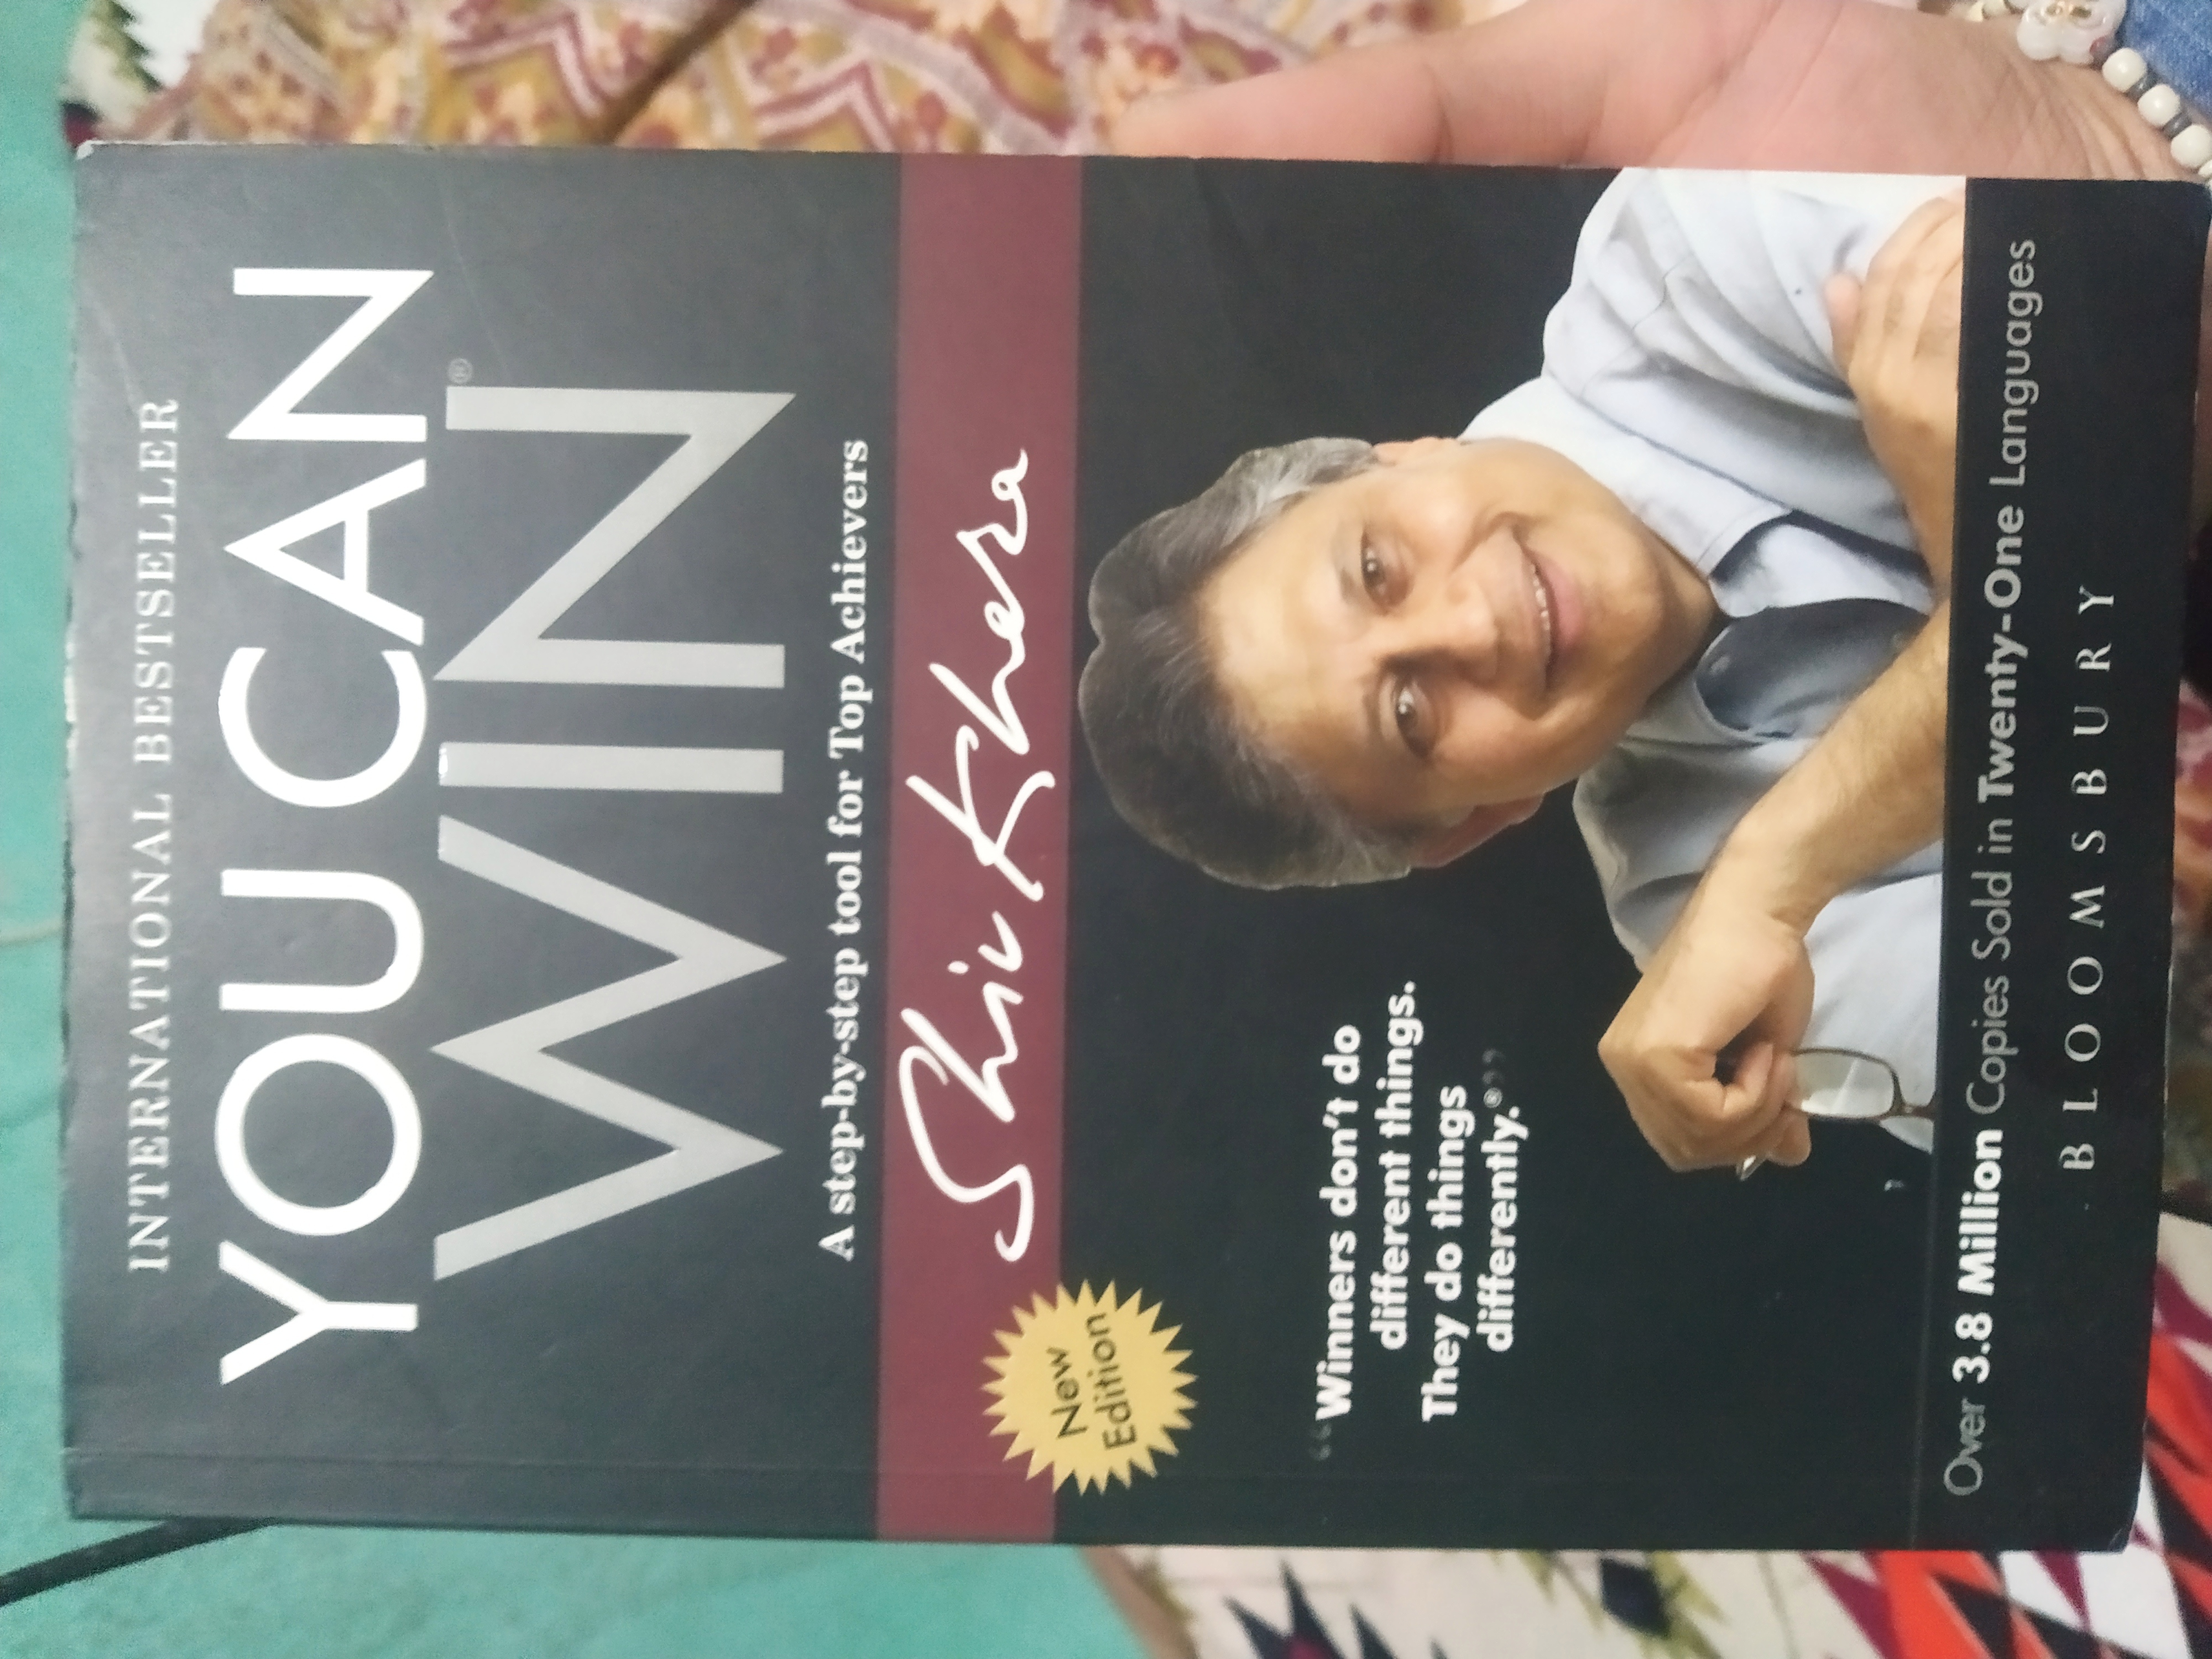 INTERNATIONAL BESTSELLER
YOU CAN
WIN®
A step-by-step tool for Top Achievers
Shiv Khera
New
Edition
“Winners don't do
different things.
They do things
differently.®”
Over 3.8 Million Copies Sold in Twenty-One Languages
BLOOMSBURY